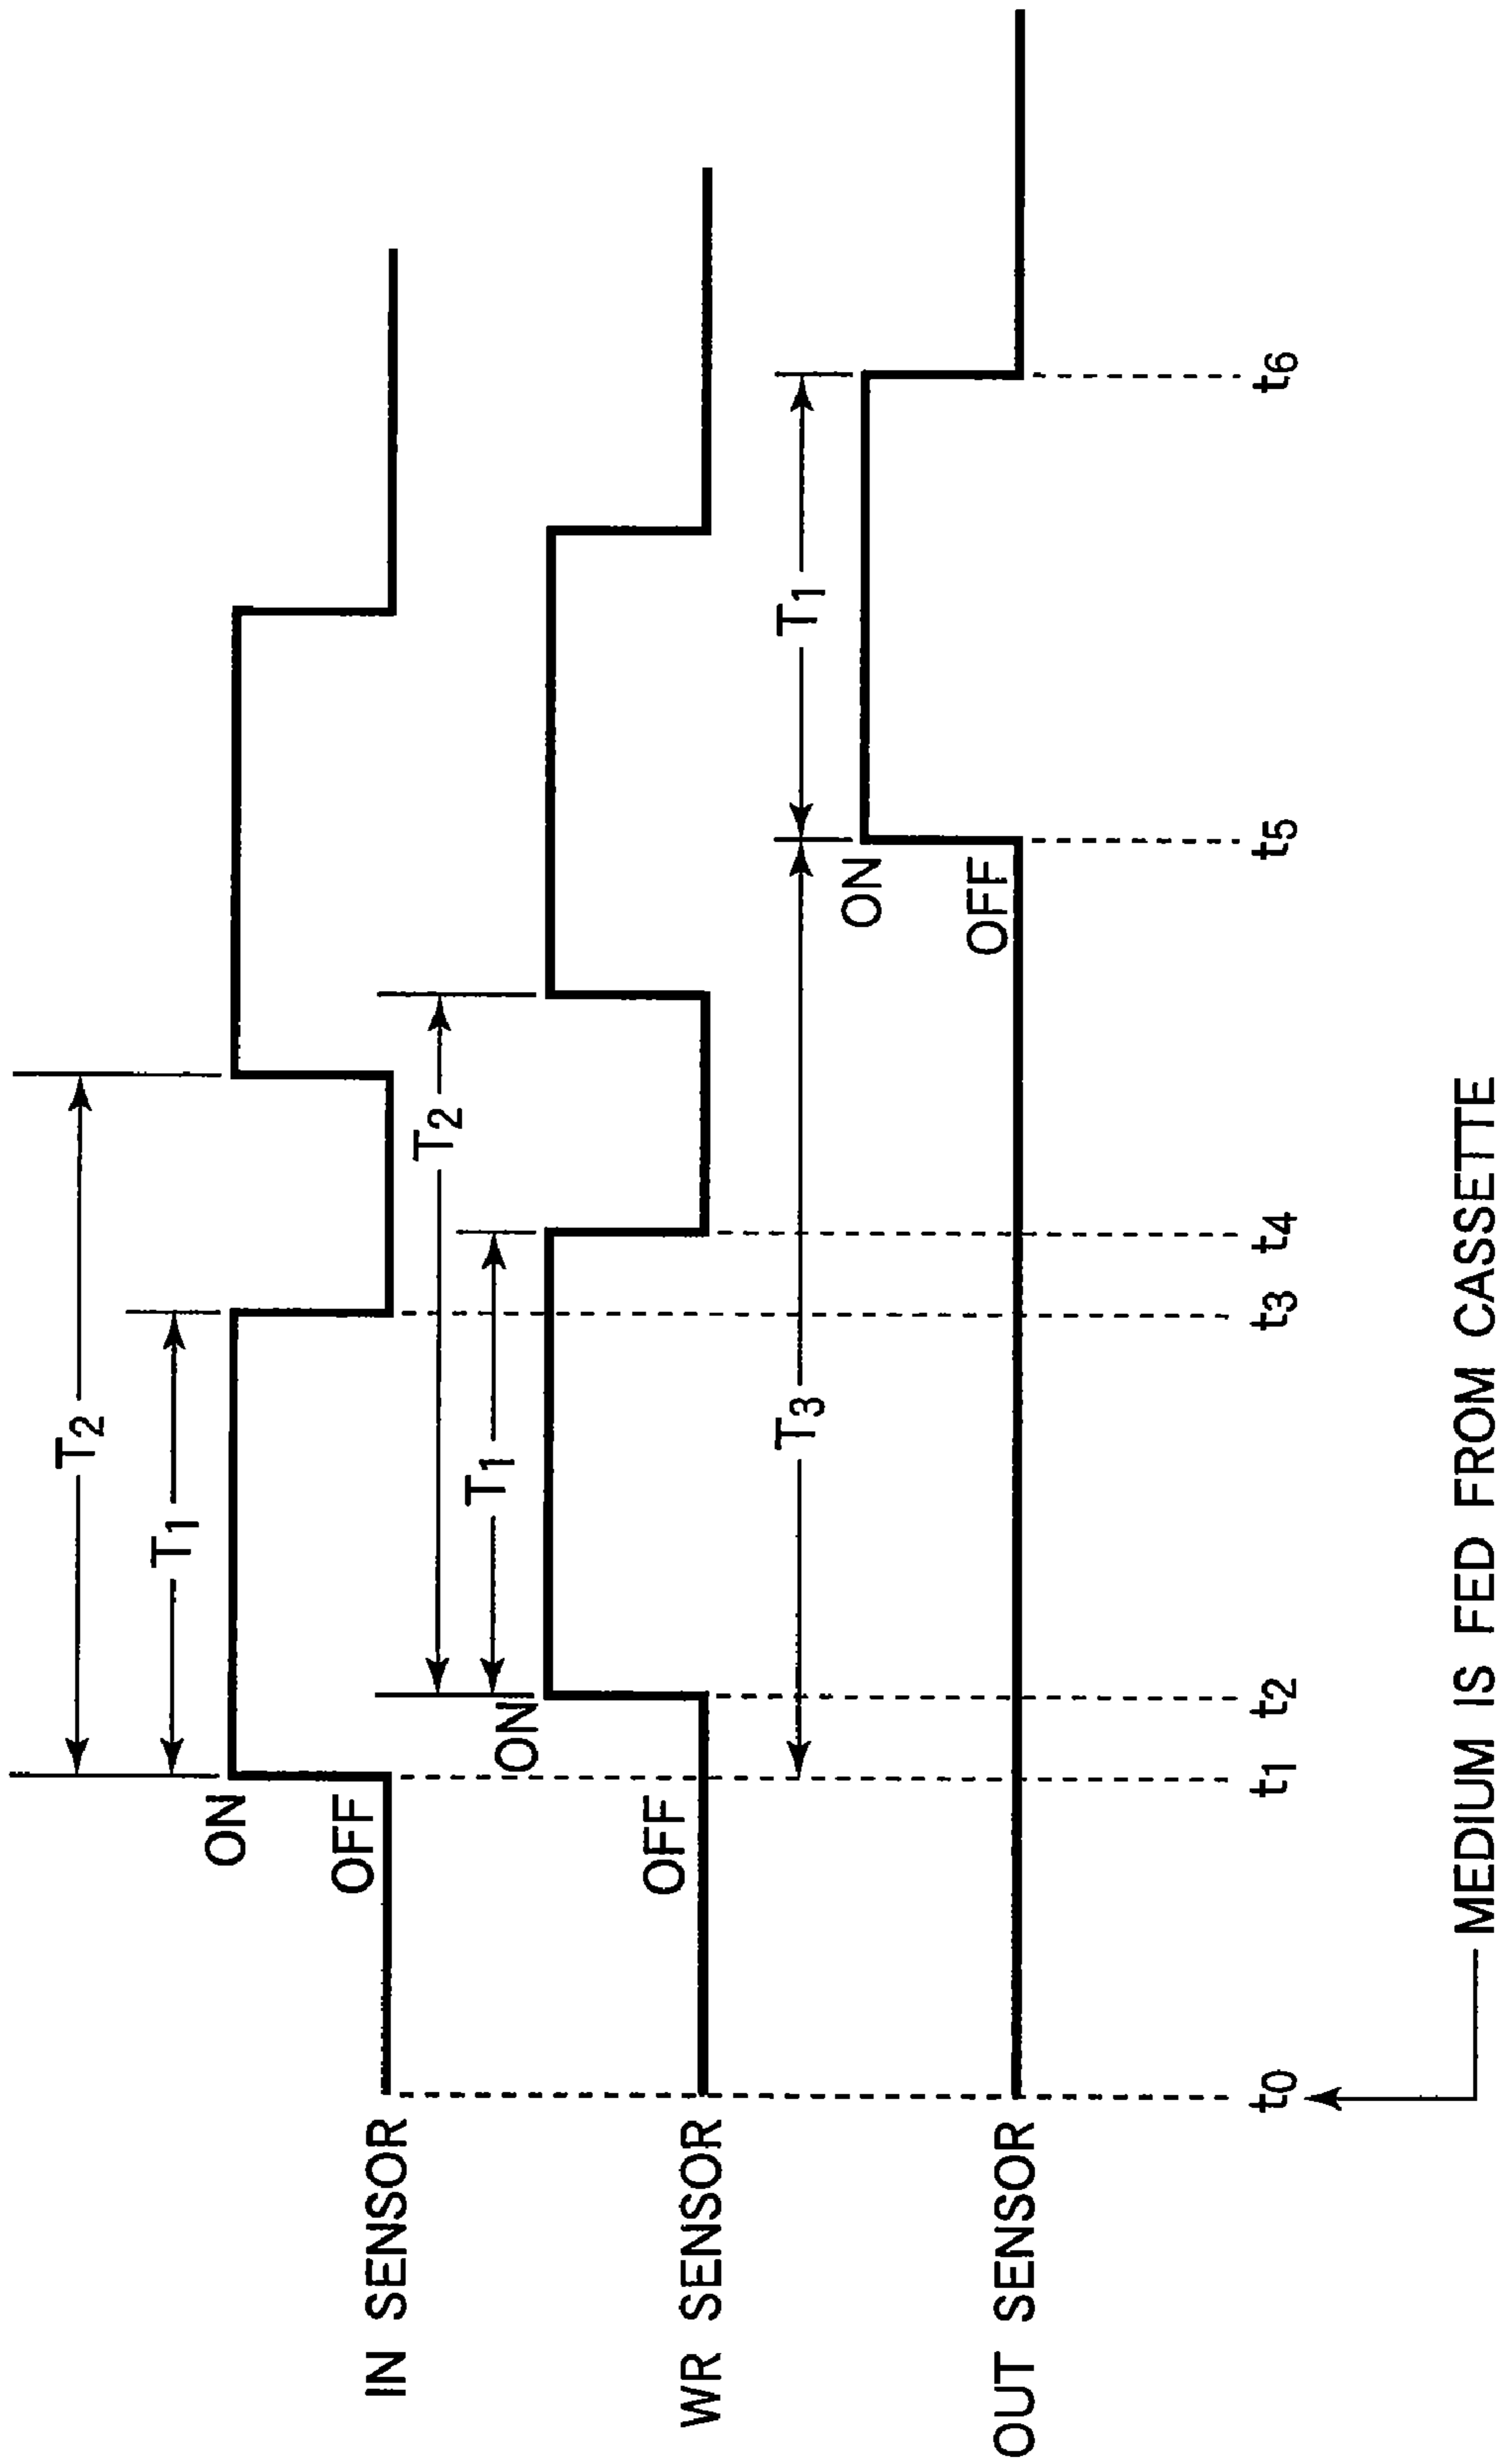 T2
T1
ON
OFF
IN SENSOR
T2
T1
ON
OFF
WR SENSOR
T3
T1
ON
OFF
OUT SENSOR
t0
t1
t2
t3
t4
t5
t6
MEDIUM IS FED FROM CASSETTE